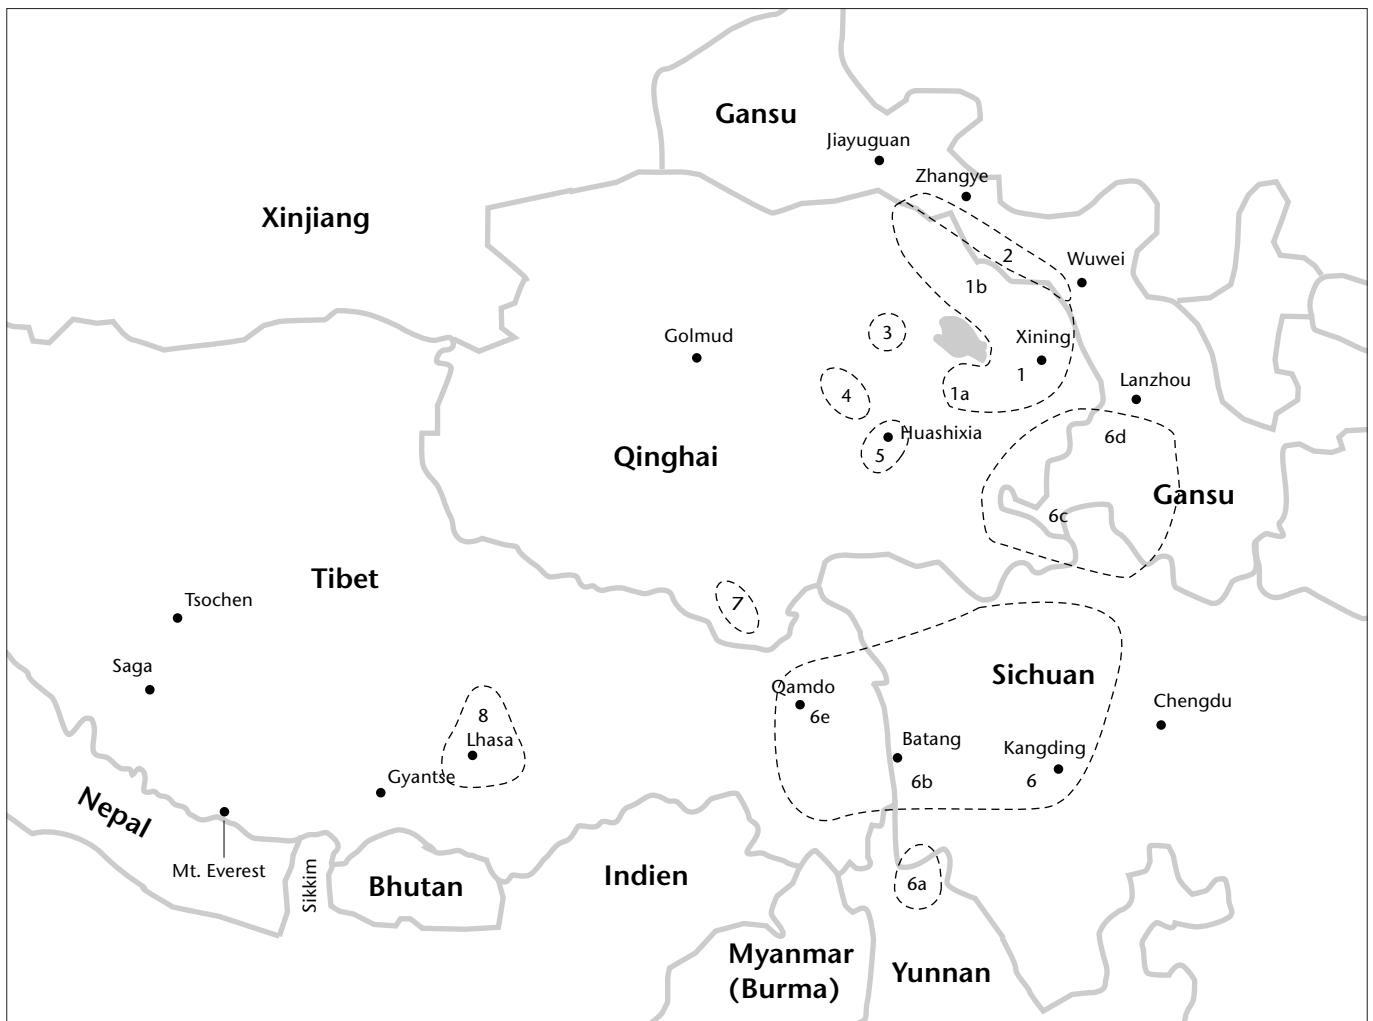 Gansu
Jiayuguan
Zhangye
Xinjiang
2
Wuwei
1b
3
Golmud
Xining
1
Lanzhou
4
1a
Huashixia
6d
5
Qinghai
Gansu
6c
Tibet
Tsochen
7
Saga
Sichuan
Qamdo
6e
Chengdu
8
Lhasa
Batang
Kangding
Gyantse
6b
6
Nepal
Mt. Everest
Sikkim
Bhutan
Indien
6a
Myanmar
(Burma)
Yunnan